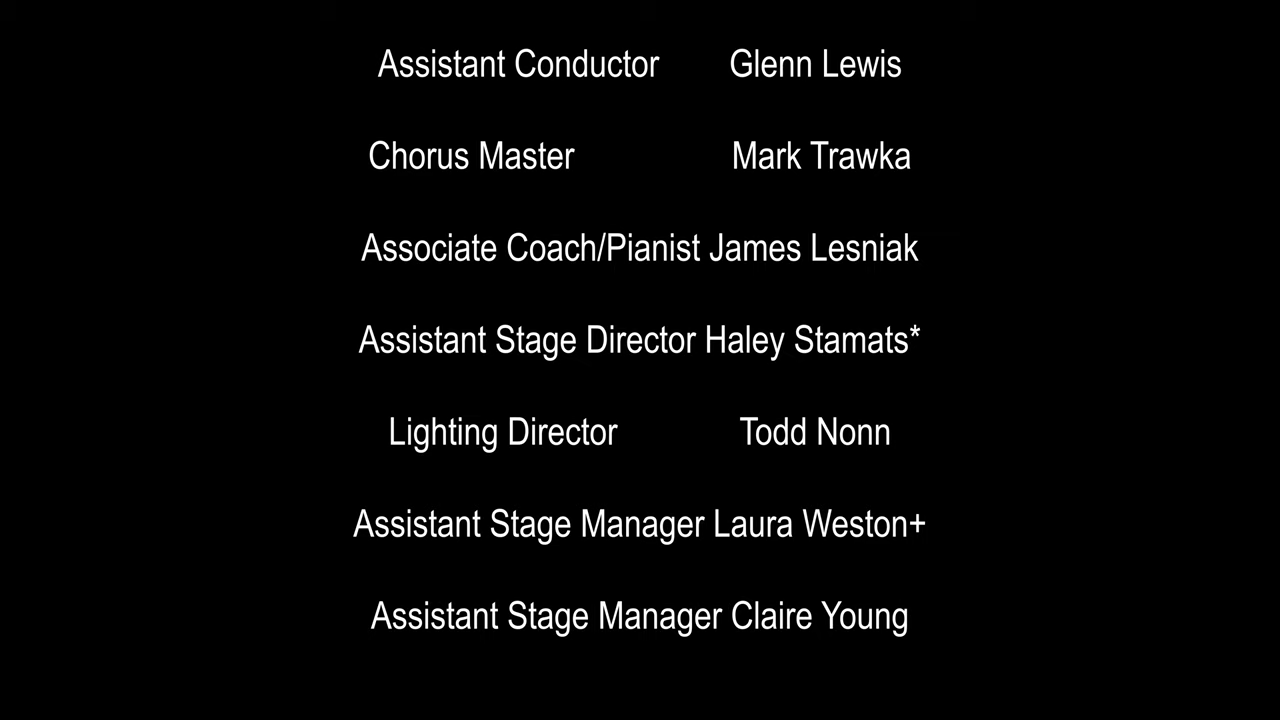 Assistant Conductor Glenn Lewis
Chorus Master Mark Trawka
Associate Coach/Pianist James Lesniak
Assistant Stage Director Haley Stamats*
Lighting Director Todd Nonn
Assistant Stage Manager Laura Weston+
Assistant Stage Manager Claire Young